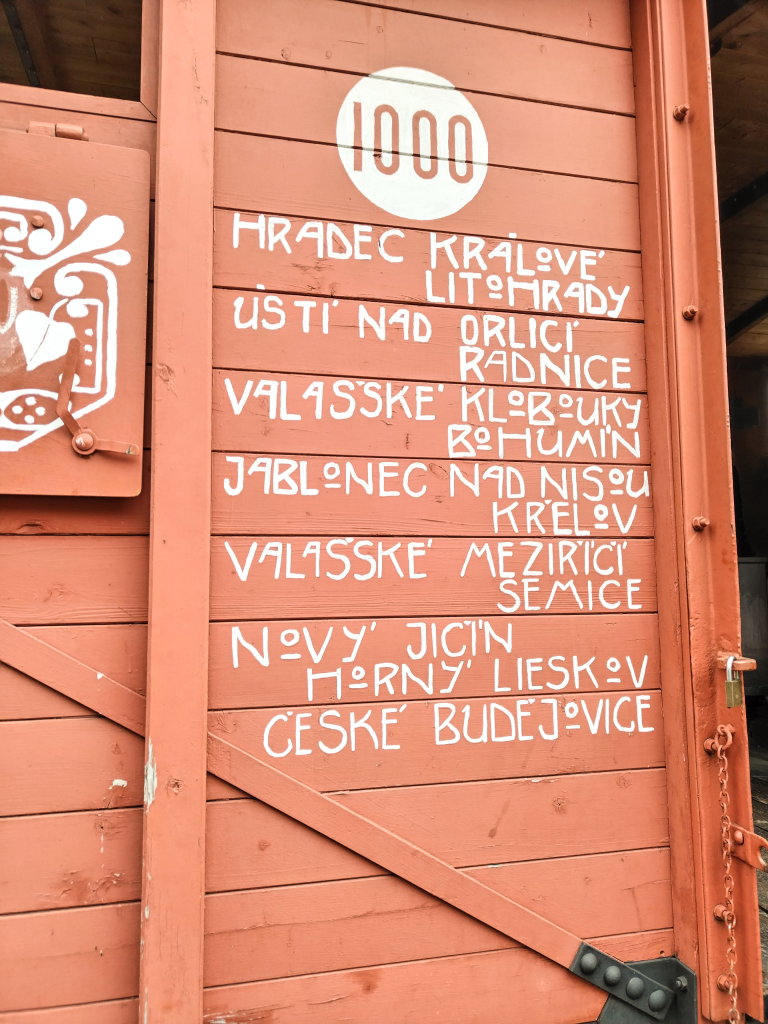 1000
HRADEC KRÁLOVÉ
LITOHRADY
ÚSTÍ NAD ORLICÍ
RADNICE
VALAŠSKÉ KLOBOUKY
BOHUMÍN
JABLONEC NAD NISOU
KŘELOV
VALAŠSKÉ MEZIŘÍČÍ
SEMICE
NOVÝ JIČÍN
HORNÝ LIESKOV
ČESKÉ BUDĚJOVICE